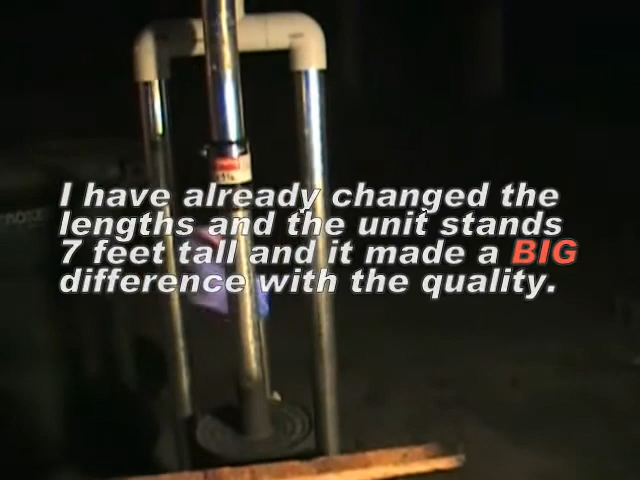 I have already changed the
lengths and the unit stands
7 feet tall and it made a BIG
difference with the quality.